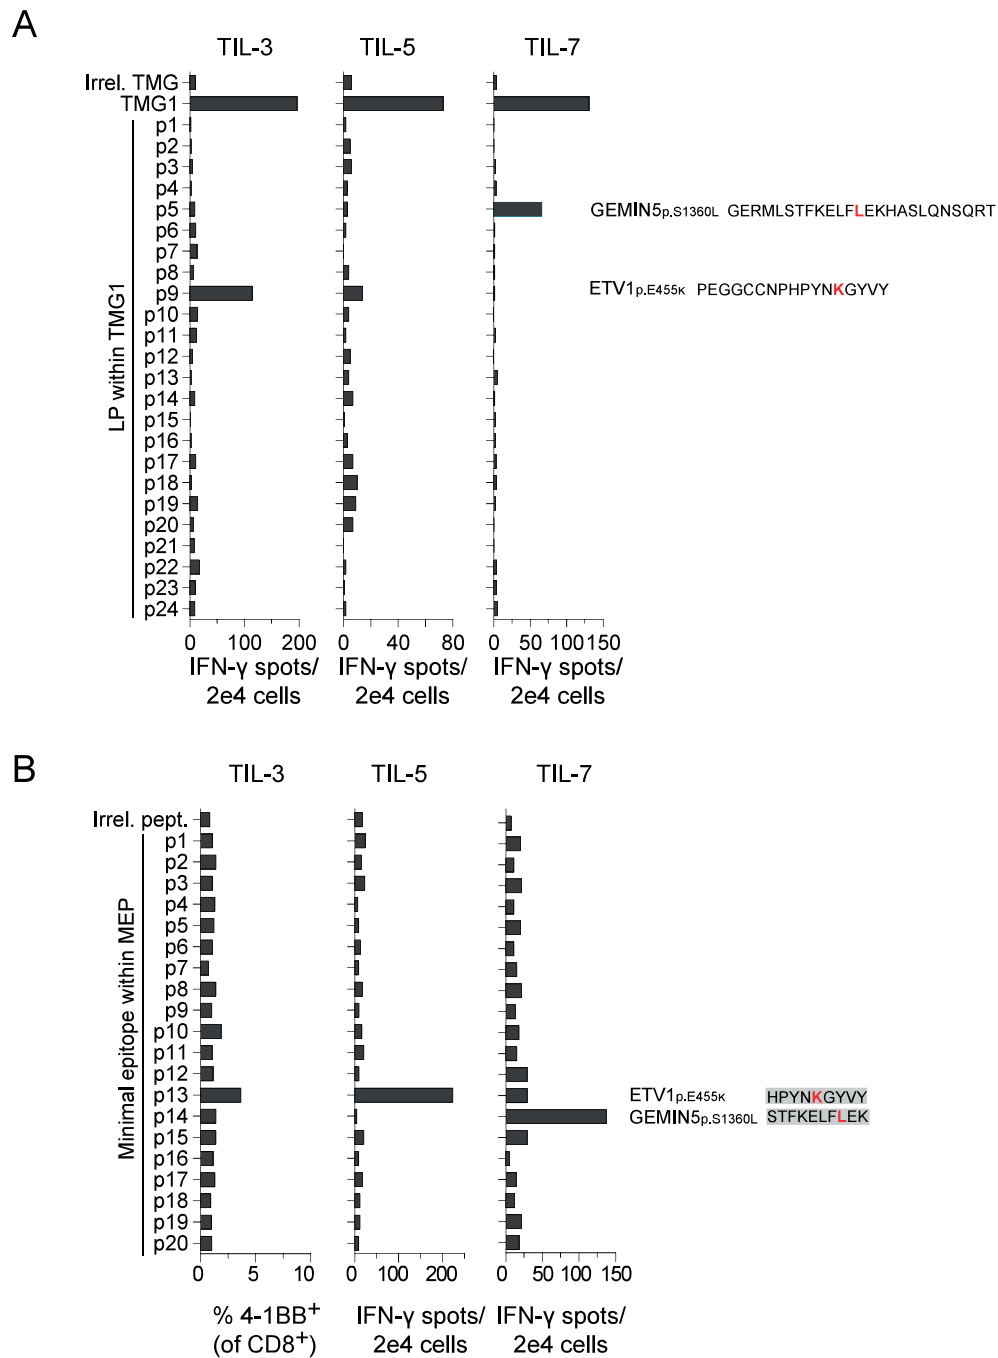 A
TIL-3 TIL-5 TIL-7
Irrel. TMG
TMG1
p1
p2
p3
p4
p5 GEMIN5p.S1360L GERMLSTFKELFLEKHASLQNSQRT
p6
p7
p8
p9 ETV1p.E455K PEGGCCNPHPYNKGYVY
p10
p11
p12
p13
p14
p15
p16
p17
p18
p19
p20
p21
p22
p23
p24
LP within TMG1
0 100 200 0 40 80 0 50 100 150
IFN-γ spots/ IFN-γ spots/ IFN-γ spots/
2e4 cells 2e4 cells 2e4 cells
B
TIL-3 TIL-5 TIL-7
Irrel. pept.
p1
p2
p3
p4
p5
p6
p7
p8
p9
p10
p11
p12
p13 ETV1p.E455K HPYNKGYVY
p14 GEMIN5p.S1360L STFKELFLEK
p15
p16
p17
p18
p19
p20
Minimal epitope within MEP
0 5 10 0 100 200 0 50 100 150
% 4-1BB⁺ IFN-γ spots/ IFN-γ spots/
(of CD8⁺) 2e4 cells 2e4 cells